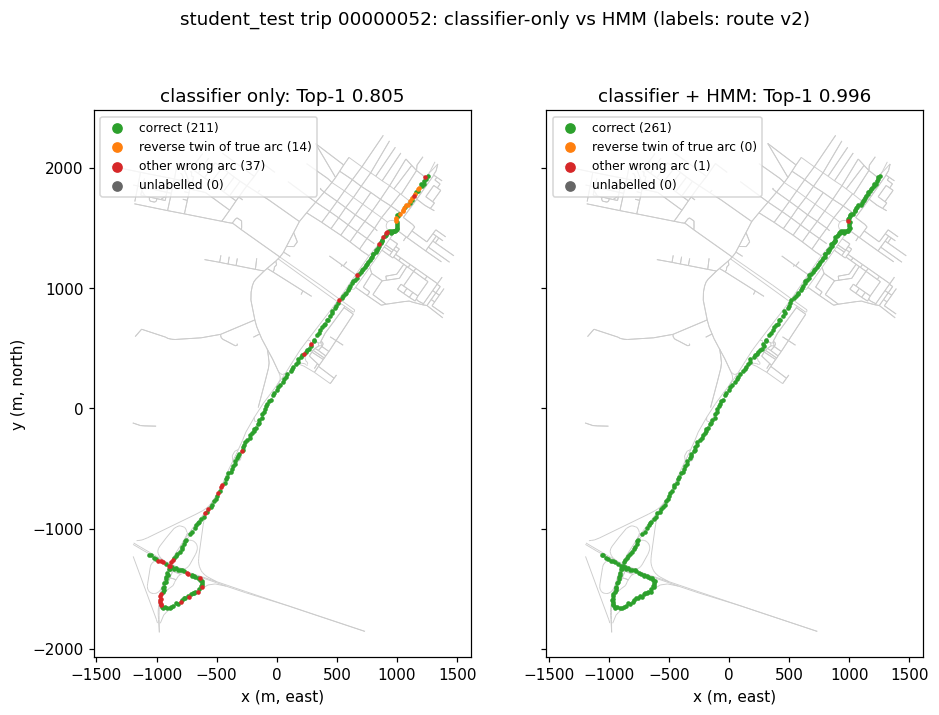 student_test trip 00000052: classifier-only vs HMM (labels: route v2)
classifier only: Top-1 0.805
correct (211)
reverse twin of true arc (14)
other wrong arc (37)
unlabelled (0)
2000
1000
0
−1000
−2000
y (m, north)
−1500
−1000
−500
0
500
1000
1500
x (m, east)
classifier + HMM: Top-1 0.996
correct (261)
reverse twin of true arc (0)
other wrong arc (1)
unlabelled (0)
−1500
−1000
−500
0
500
1000
1500
x (m, east)